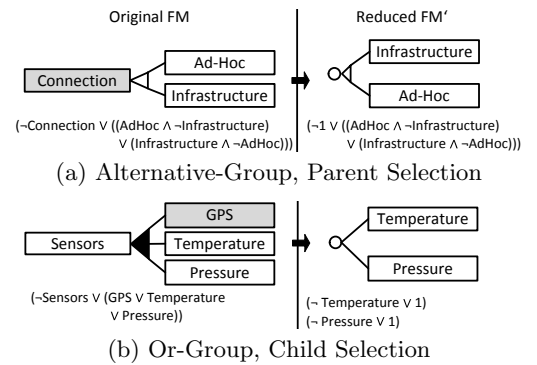 Original FM
Reduced FM‘
Connection
Ad-Hoc
Infrastructure
Infrastructure
Ad-Hoc
(¬Connection ∨ ((AdHoc ∧ ¬Infrastructure)
∨ (Infrastructure ∧ ¬AdHoc)))
(¬1 ∨ ((AdHoc ∧ ¬Infrastructure)
∨ (Infrastructure ∧ ¬AdHoc)))
(a) Alternative-Group, Parent Selection
Sensors
GPS
Temperature
Pressure
Temperature
Pressure
(¬Sensors ∨ (GPS ∨ Temperature
∨ Pressure))
(¬ Temperature ∨ 1)
(¬ Pressure ∨ 1)
(b) Or-Group, Child Selection